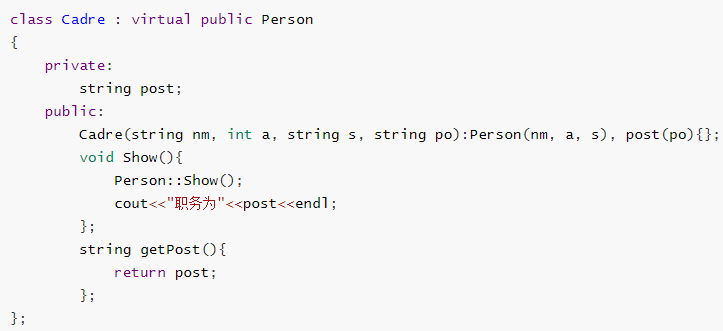 class Cadre : virtual public Person
{
    private:
        string post;
    public:
        Cadre(string nm, int a, string s, string po):Person(nm, a, s), post(po){};
        void Show(){
            Person::Show();
            cout<<"职务为"<<post<<endl;
        };
        string getPost(){
            return post;
        };
};